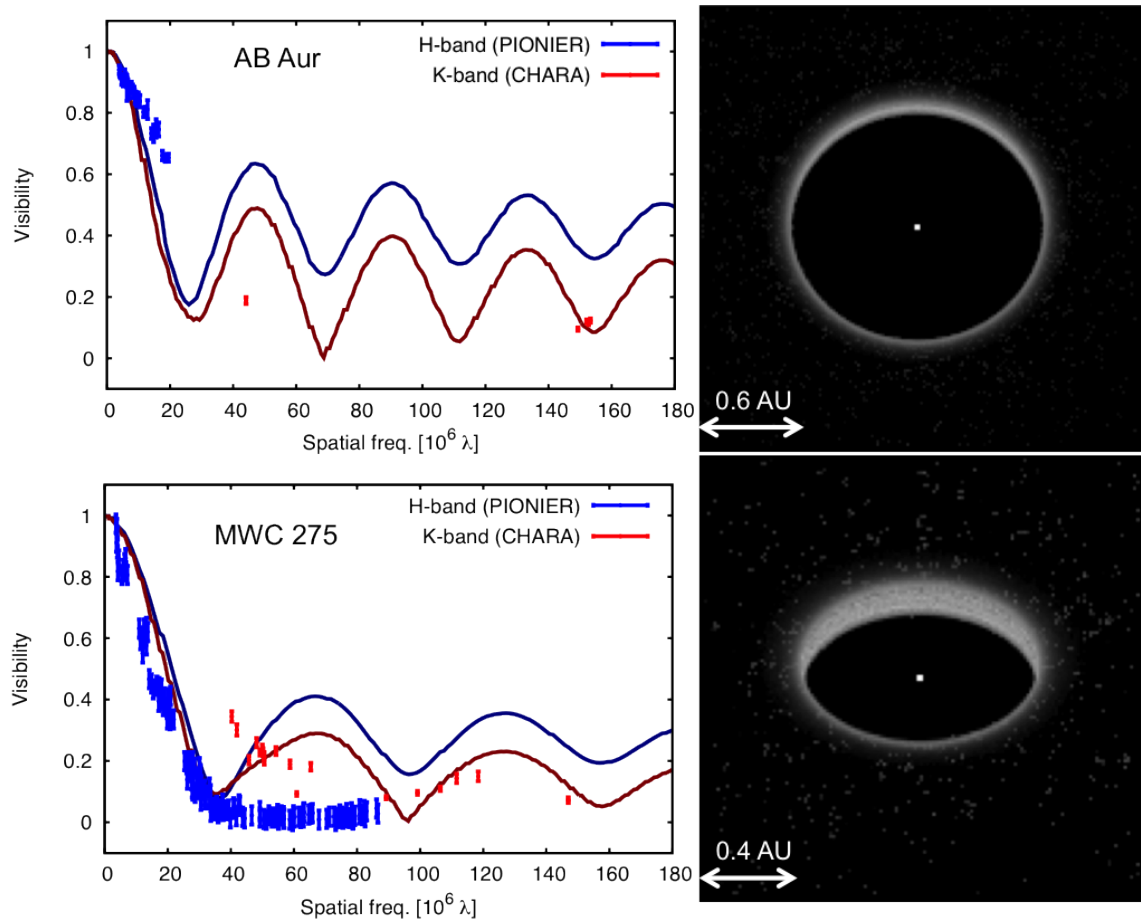 AB Aur
H-band (PIONIER)
K-band (CHARA)
Visibility
1
0.8
0.6
0.4
0.2
0
0 20 40 60 80 100 120 140 160 180
Spatial freq. [10⁶ λ]
0.6 AU
MWC 275
H-band (PIONIER)
K-band (CHARA)
Visibility
1
0.8
0.6
0.4
0.2
0
0 20 40 60 80 100 120 140 160 180
Spatial freq. [10⁶ λ]
0.4 AU